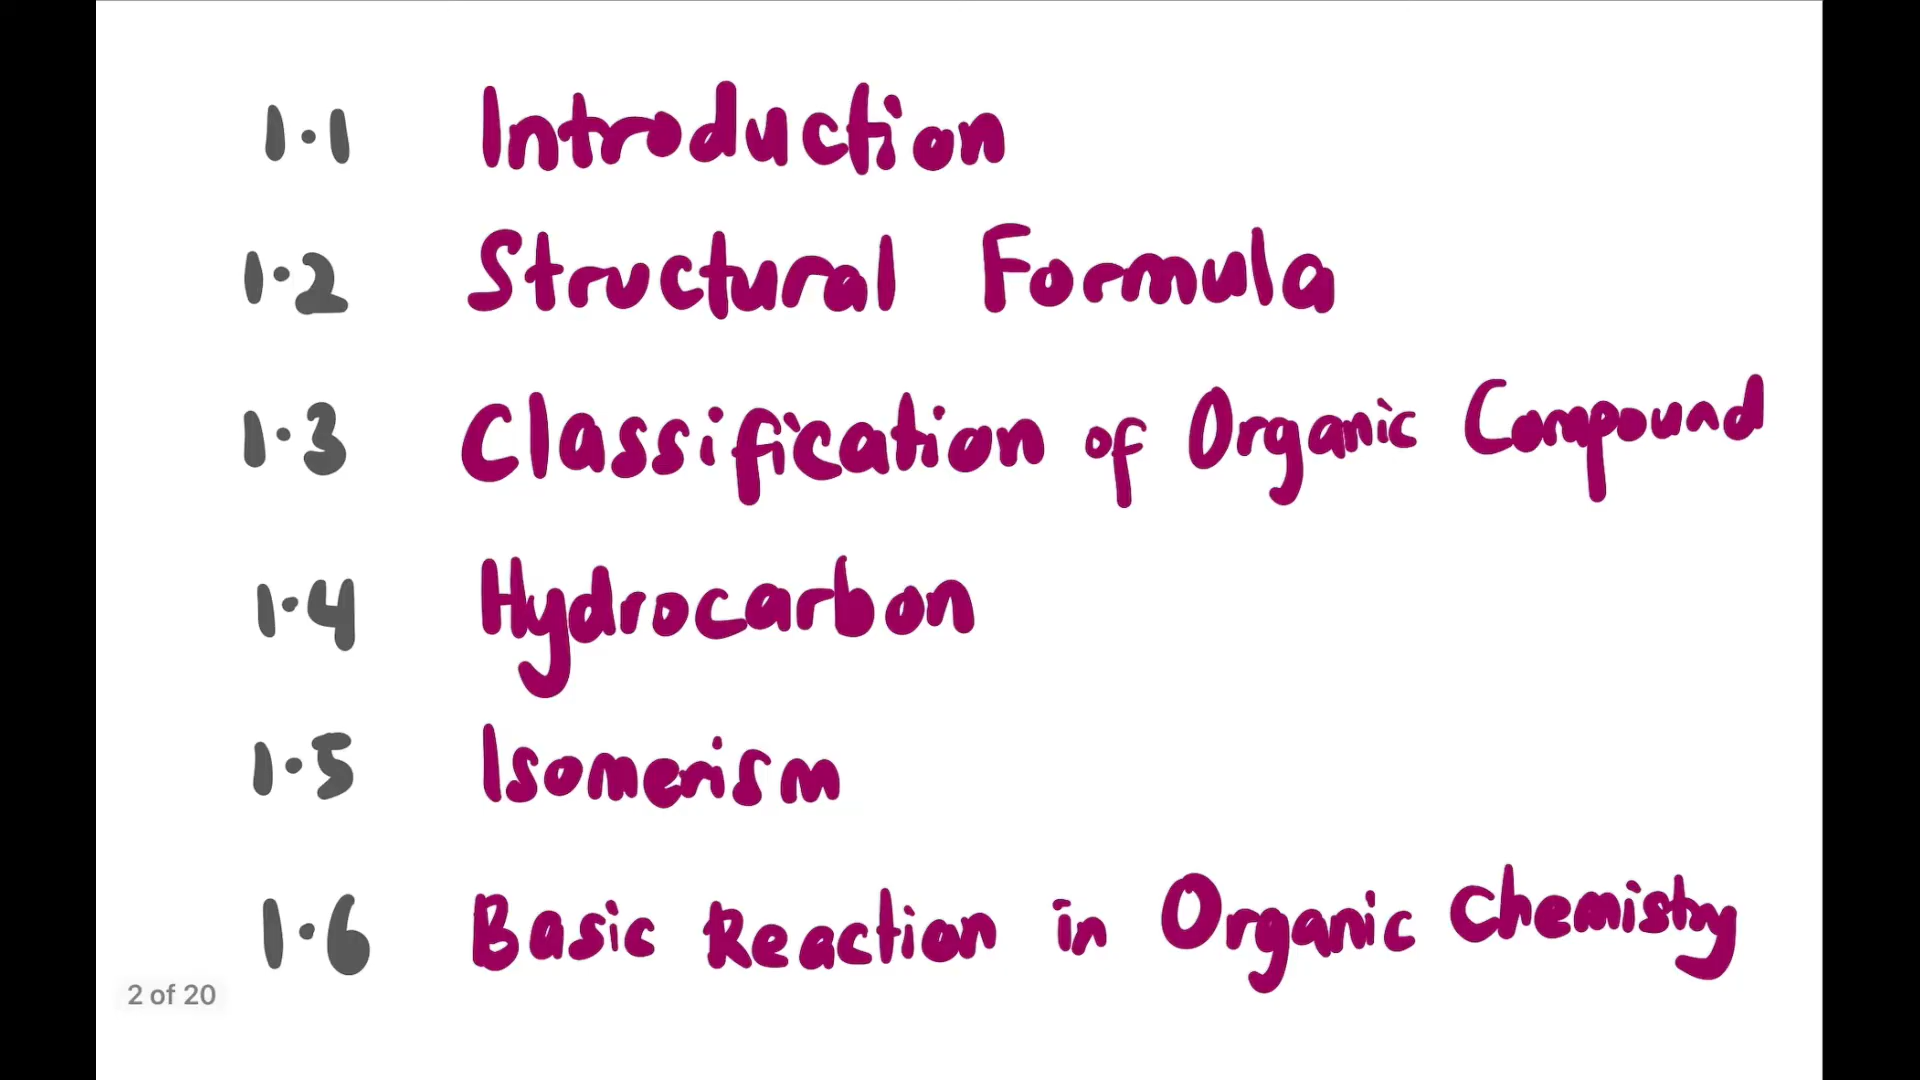 1.1 Introduction
1.2 Structural Formula
1.3 Classification of Organic Compound
1.4 Hydrocarbon
1.5 Isomerism
1.6 Basic Reaction in Organic Chemistry
2 of 20